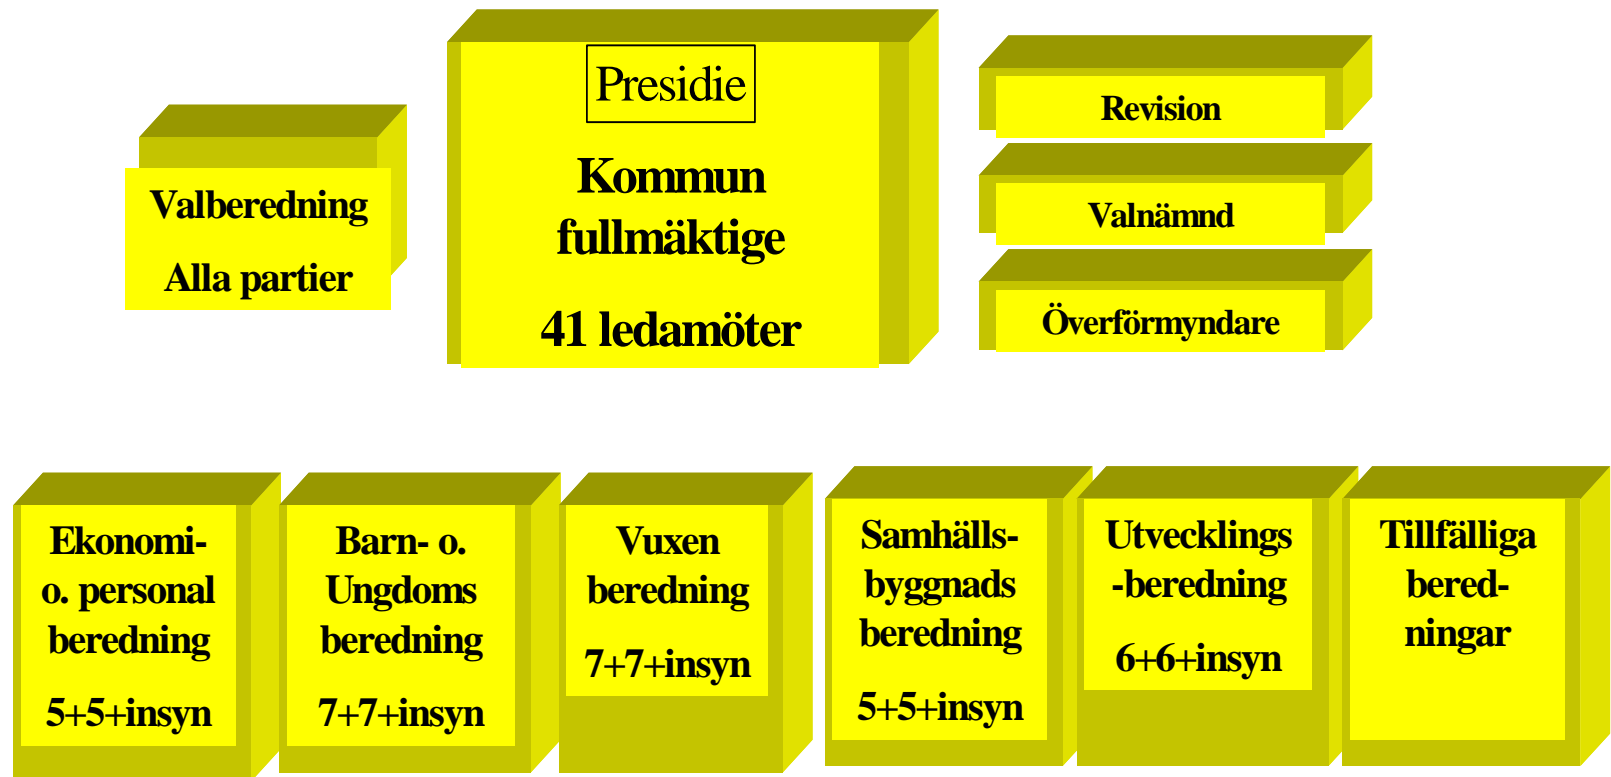 Presidie
Kommun
fullmäktige
41 ledamöter
Valberedning
Alla partier
Revision
Valnämnd
Överförmyndare
Ekonomi-
o. personal
beredning
5+5+insyn
Barn- o.
Ungdoms
beredning
7+7+insyn
Vuxen
beredning
7+7+insyn
Samhälls-
byggnads
beredning
5+5+insyn
Utvecklings
-beredning
6+6+insyn
Tillfälliga
bered-
ningar